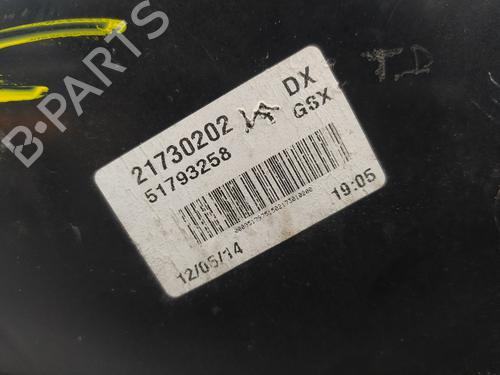 B-PARTS
T D
21730202 DX
51793258 GSX
12/05/14 19:05